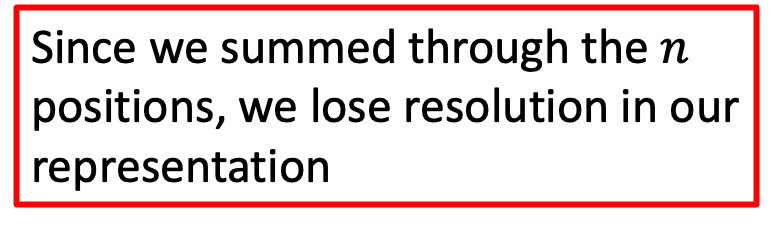 Since we summed through the n
positions, we lose resolution in our
representation